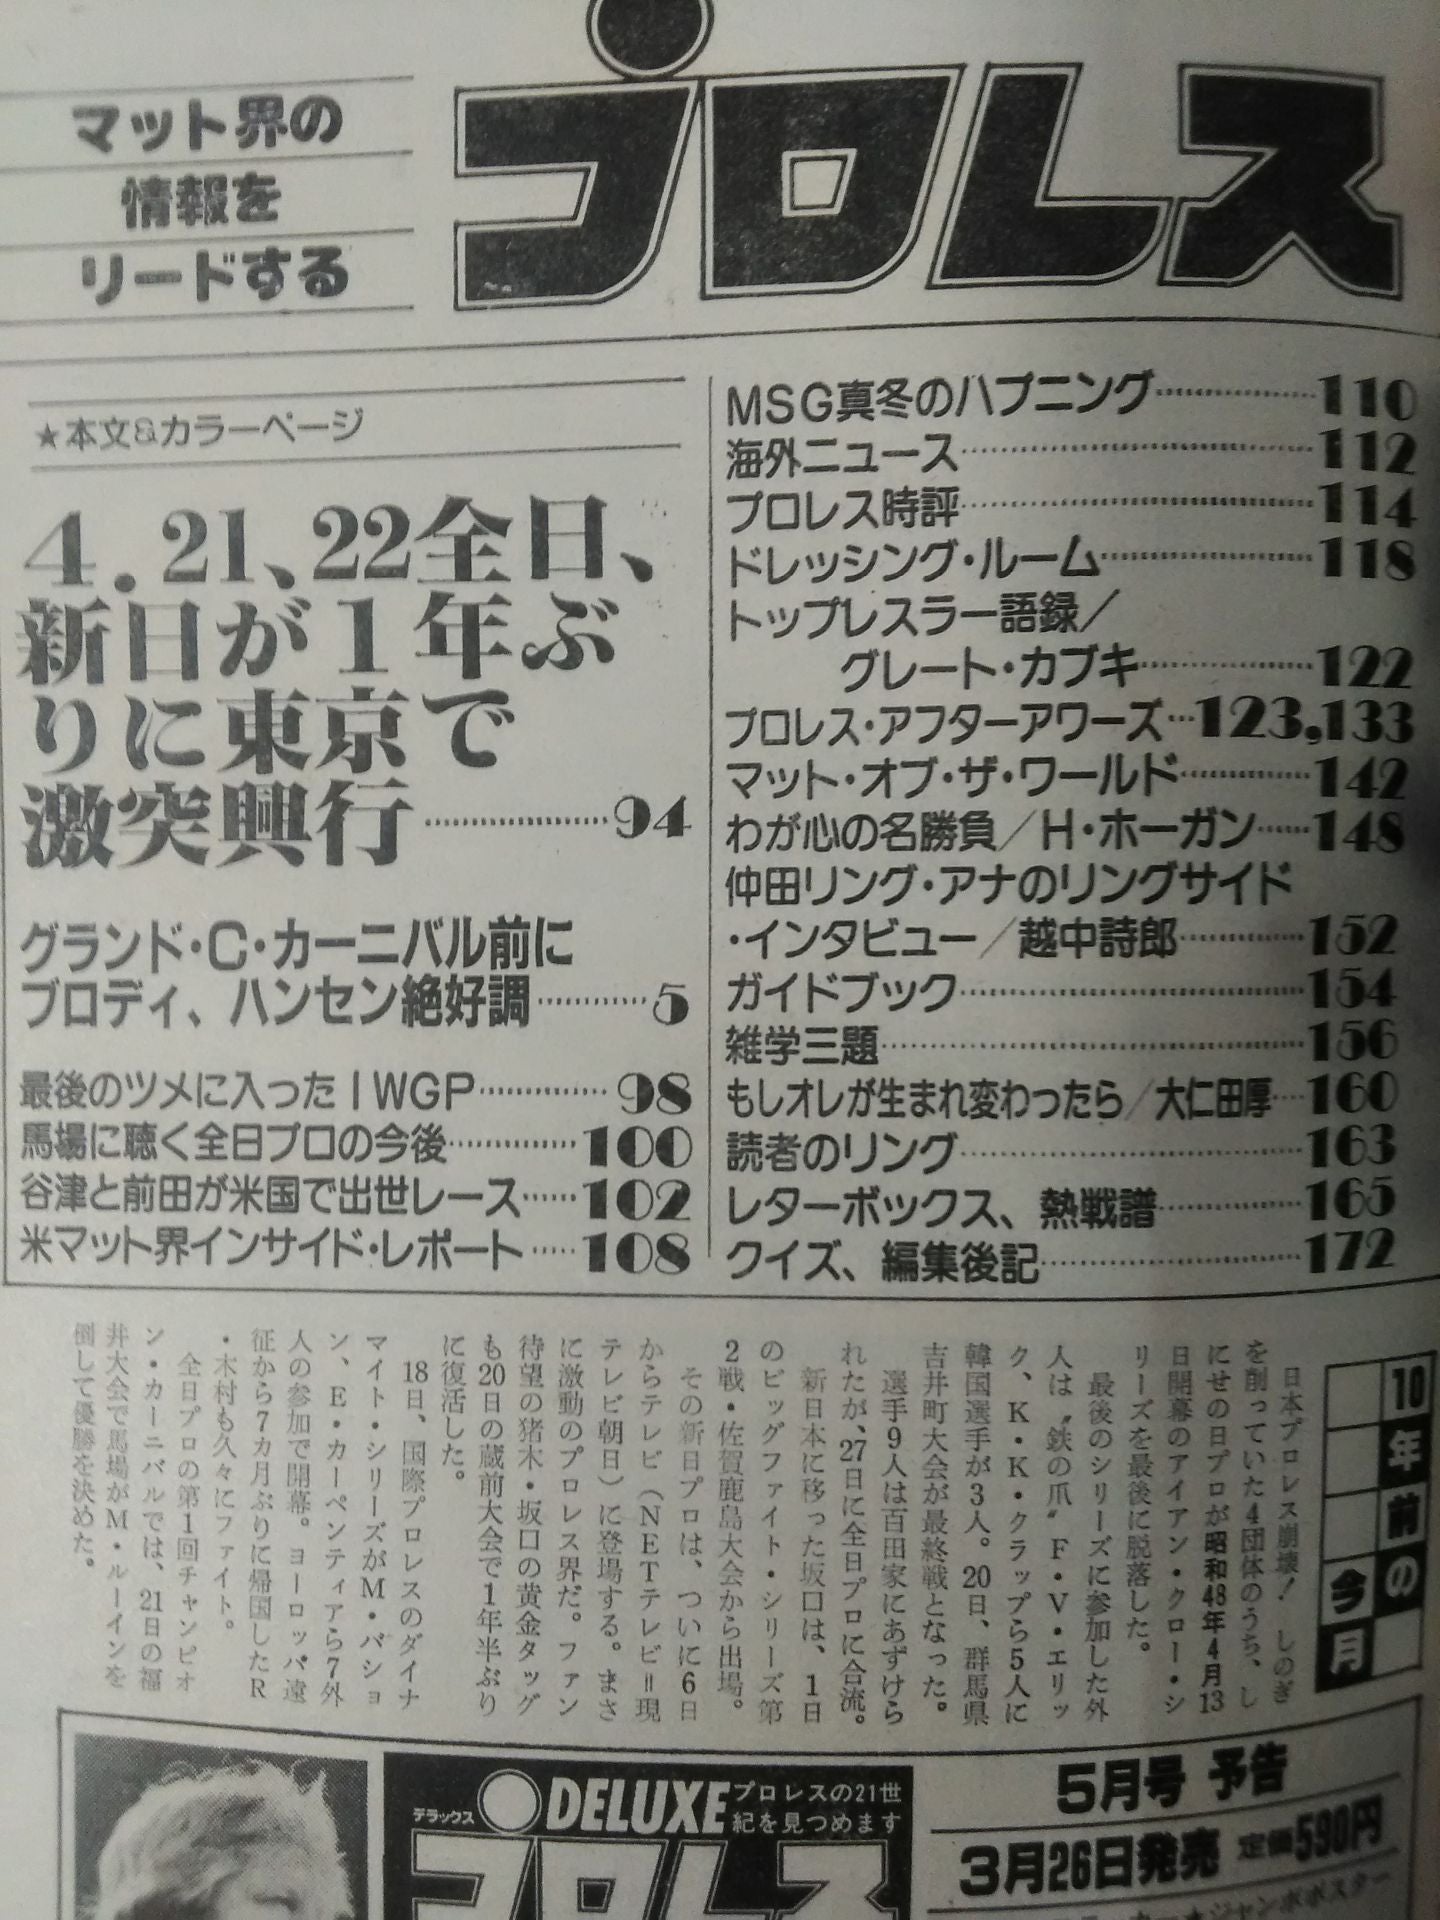 マット界の
情報を
リードする
プロレス
★本文&カラーページ
4.21、22全日、
新日が1年ぶ
りに東京で
激突興行…………94
グランド・C・カーニバル前に
ブロディ、ハンセン絶好調…………5
最後のツメに入ったIWGP…………98
馬場に聴く全日プロの今後…………100
谷津と前田が米国で出世レース……102
米マット界インサイド・レポート……108
MSG真冬のハプニング…………110
海外ニュース…………112
プロレス時評…………114
ドレッシング・ルーム…………118
トップレスラー語録／
グレート・カブキ…………122
プロレス・アフターアワーズ…123,133
マット・オブ・ザ・ワールド…………142
わが心の名勝負／H・ホーガン……148
仲田リング・アナのリングサイド
・インタビュー／越中詩郎…………152
ガイドブック…………154
雑学三題…………156
もしオレが生まれ変わったら／大仁田厚…160
読者のリング…………163
レターボックス、熱戦譜…………165
クイズ、編集後記…………172
10年前の
今月
日本プロレス崩壊！ しのぎ
を削っていた4団体のうち、し
にせの日プロが昭和48年4月13
日開幕のアイアン・クロー・シ
リーズを最後に脱落した。
最後のシリーズに参加した外
人は〝鉄の爪〟F・V・エリッ
ク、K・K・クラップら5人に
韓国選手が3人。20日、群馬県
吉井町大会が最終戦となった。
選手9人は百田家にあずけら
れたが、27日に全日プロに合流。
新日本に移った坂口は、1日
のビッグファイト・シリーズ第
2戦・佐賀鹿島大会から出場。
その新日プロは、ついに6日
からテレビ（NETテレビ＝現
テレビ朝日）に登場する。まさ
に激動のプロレス界だ。ファン
待望の猪木・坂口の黄金タッグ
も20日の蔵前大会で1年半ぶり
に復活した。
18日、国際プロレスのダイナ
マイト・シリーズがM・バショ
ン、E・カーペンティアら7外
人の参加で開幕。ヨーロッパ遠
征から7カ月ぶりに帰国したR
・木村も久々にファイト。
全日プロの第1回チャンピオ
ン・カーニバルでは、21日の福
井大会で馬場がM・ルーインを
倒して優勝を決めた。
デラックス
DELUXE
プロレスの21世
紀を見つめます
プロレス
5月号 予告
3月26日発売 定価590円